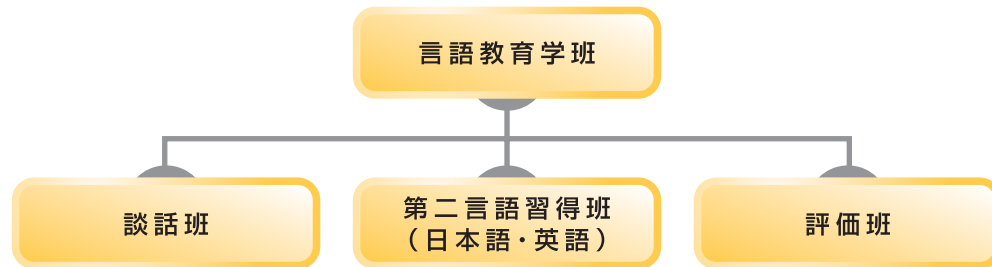 言語教育学班
談話班
第二言語習得班
（日本語・英語）
評価班